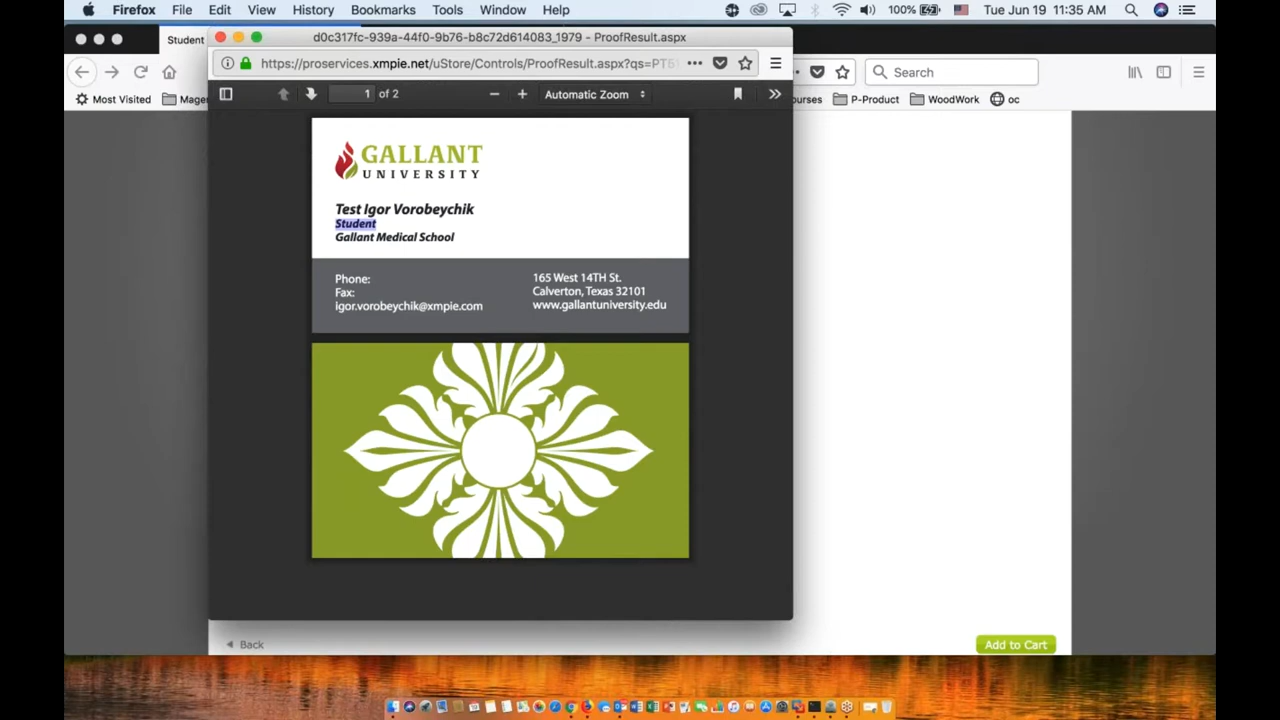 Firefox File Edit View History Bookmarks Tools Window Help 100% Tue Jun 19 11:35 AM
Student
d0c317fc-939a-44f0-9b76-b8c72d614083_1979 - ProofResult.aspx
https://proservices.xmpie.net/uStore/Controls/ProofResult.aspx?qs=PT6
Search
Most Visited Mager
1 of 2 Automatic Zoom
ourses P-Product WoodWork oc
GALLANT
UNIVERSITY
Test Igor Vorobeychik
Student
Gallant Medical School
Phone:
Fax:
igor.vorobeychik@xmpie.com
165 West 14TH St.
Calverton, Texas 32101
www.gallantuniversity.edu
Back
Add to Cart